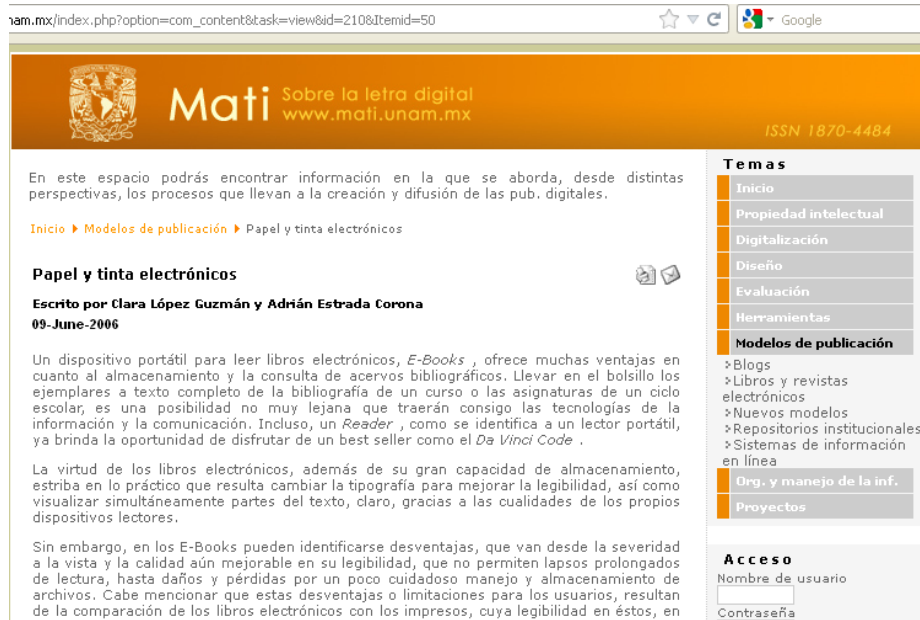 nam.mx/index.php?option=com_content&task=view&id=210&Itemid=50
Google
Mati Sobre la letra digital
www.mati.unam.mx
ISSN 1870-4484
En este espacio podrás encontrar información en la que se aborda, desde distintas
perspectivas, los procesos que llevan a la creación y difusión de las pub. digitales.
Inicio Modelos de publicación Papel y tinta electrónicos
Papel y tinta electrónicos
Escrito por Clara López Guzmán y Adrián Estrada Corona
09-June-2006
Un dispositivo portátil para leer libros electrónicos, E-Books , ofrece muchas ventajas en
cuanto al almacenamiento y la consulta de acervos bibliográficos. Llevar en el bolsillo los
ejemplares a texto completo de la bibliografía de un curso o las asignaturas de un ciclo
escolar, es una posibilidad no muy lejana que traerán consigo las tecnologías de la
información y la comunicación. Incluso, un Reader , como se identifica a un lector portátil,
ya brinda la oportunidad de disfrutar de un best seller como el Da Vinci Code .
La virtud de los libros electrónicos, además de su gran capacidad de almacenamiento,
estriba en lo práctico que resulta cambiar la tipografía para mejorar la legibilidad, así como
visualizar simultáneamente partes del texto, claro, gracias a las cualidades de los propios
dispositivos lectores.
Sin embargo, en los E-Books pueden identificarse desventajas, que van desde la severidad
a la vista y la calidad aún mejorable en su legibilidad, que no permiten lapsos prolongados
de lectura, hasta daños y pérdidas por un poco cuidadoso manejo y almacenamiento de
archivos. Cabe mencionar que estas desventajas o limitaciones para los usuarios, resultan
de la comparación de los libros electrónicos con los impresos, cuya legibilidad en éstos, en
Temas
Inicio
Propiedad intelectual
Digitalización
Diseño
Evaluación
Herramientas
Modelos de publicación
Blogs
Libros y revistas
electrónicos
Nuevos modelos
Repositorios institucionales
Sistemas de información
en línea
Org. y manejo de la inf.
Proyectos
Acceso
Nombre de usuario
Contraseña